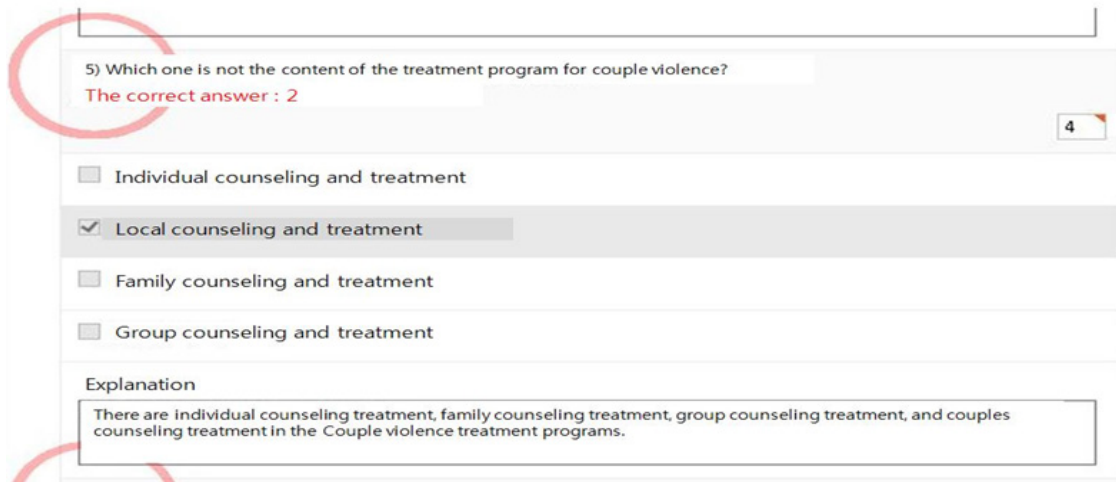 5) Which one is not the content of the treatment program for couple violence?
The correct answer : 2
4
Individual counseling and treatment
Local counseling and treatment
Family counseling and treatment
Group counseling and treatment
Explanation
There are individual counseling treatment, family counseling treatment, group counseling treatment, and couples
counseling treatment in the Couple violence treatment programs.